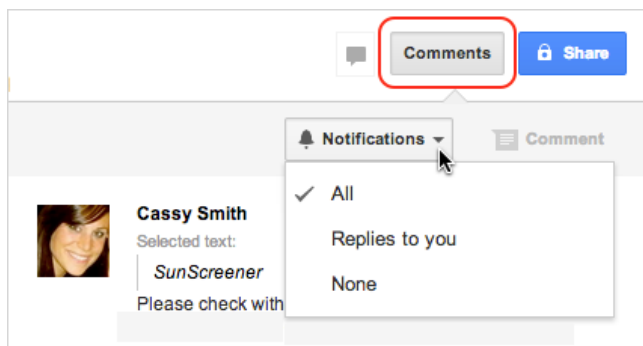 Comments
Share
Notifications
Comment
All
Replies to you
None
Cassy Smith
Selected text:
SunScreener
Please check with